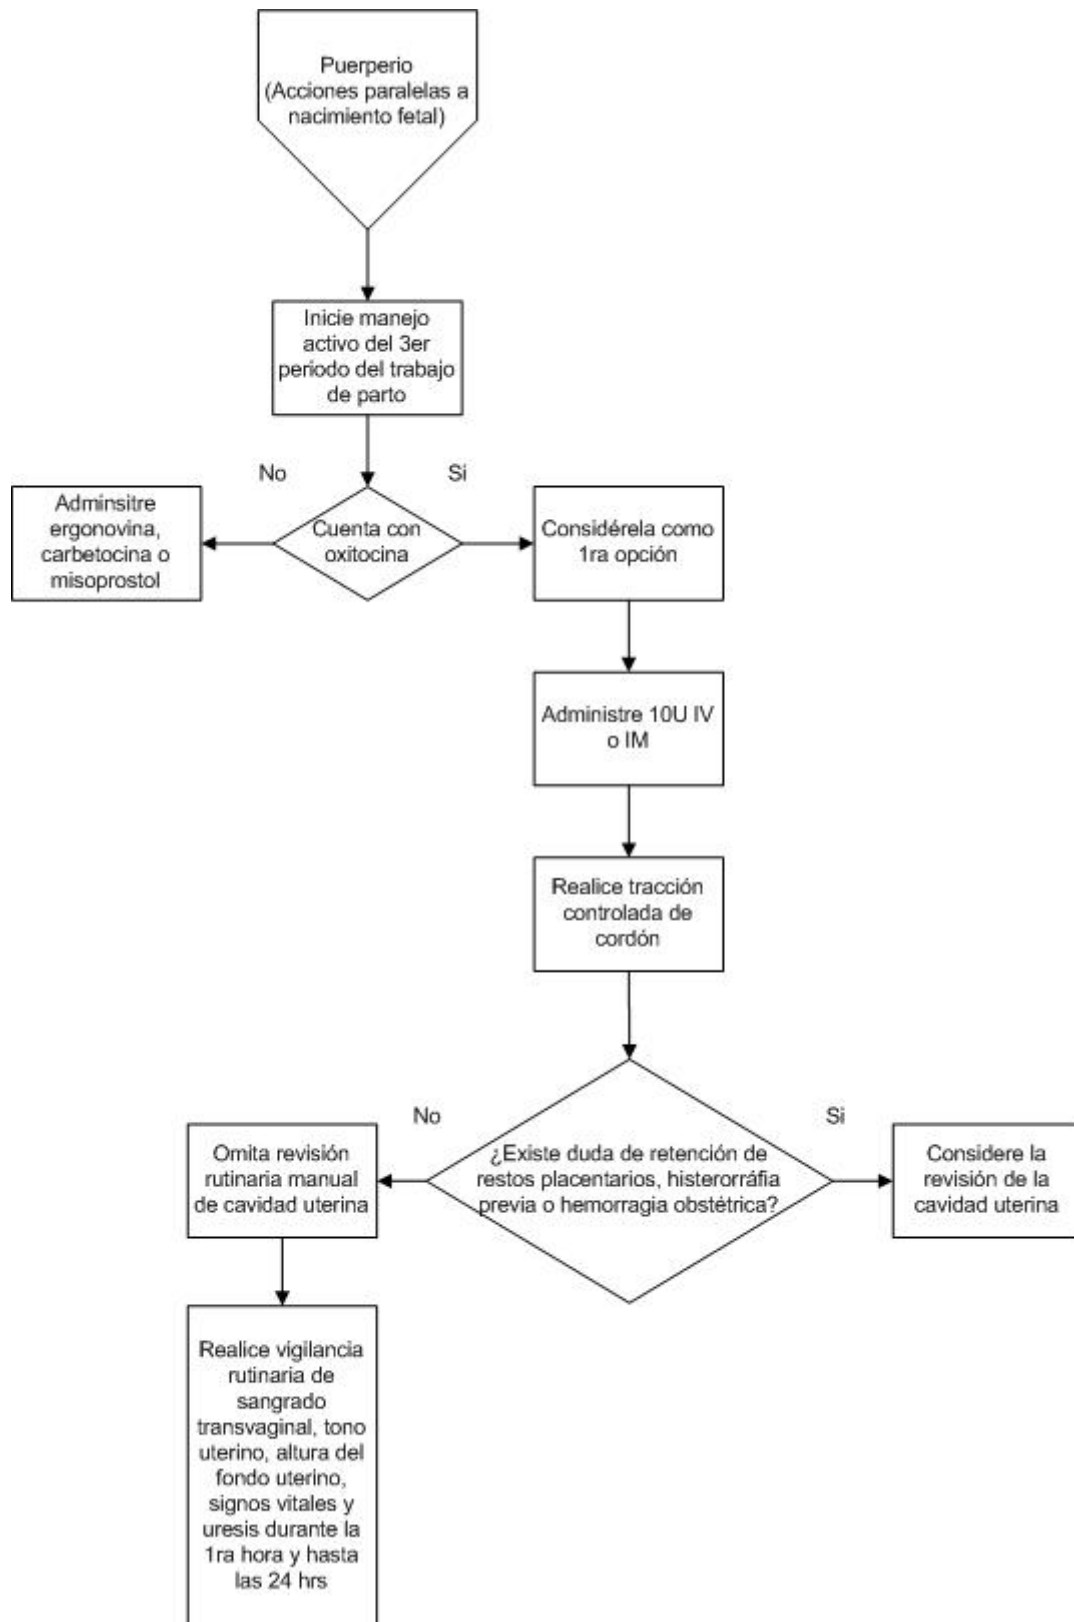 Puerperio
(Acciones paralelas a
nacimiento fetal)
Inicie manejo
activo del 3er
periodo del trabajo
de parto
No
Si
Adminsitre
ergonovina,
carbetocina o
misoprostol
Cuenta con
oxitocina
Considérela como
1ra opción
Administre 10U IV
o IM
Realice tracción
controlada de
cordón
No
Si
Omita revisión
rutinaria manual
de cavidad uterina
¿Existe duda de retención de
restos placentarios, histerorráfia
previa o hemorragia obstétrica?
Considere la
revisión de la
cavidad uterina
Realice vigilancia
rutinaria de
sangrado
transvaginal, tono
uterino, altura del
fondo uterino,
signos vitales y
uresis durante la
1ra hora y hasta
las 24 hrs